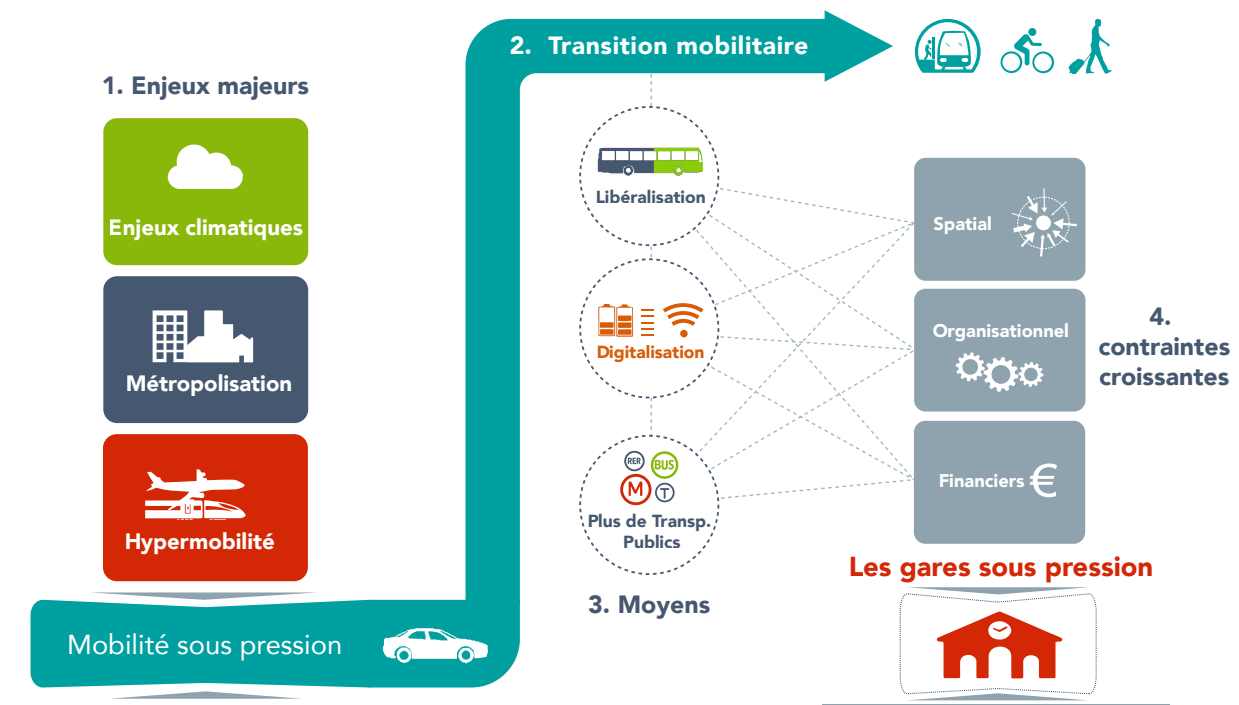 1. Enjeux majeurs
Enjeux climatiques
Métropolisation
Hypermobilité
Mobilité sous pression
2. Transition mobilitaire
Libéralisation
Digitalisation
RER
BUS
M
T
Plus de Transp.
Publics
3. Moyens
Spatial
Organisationnel
Financiers €
4.
contraintes
croissantes
Les gares sous pression